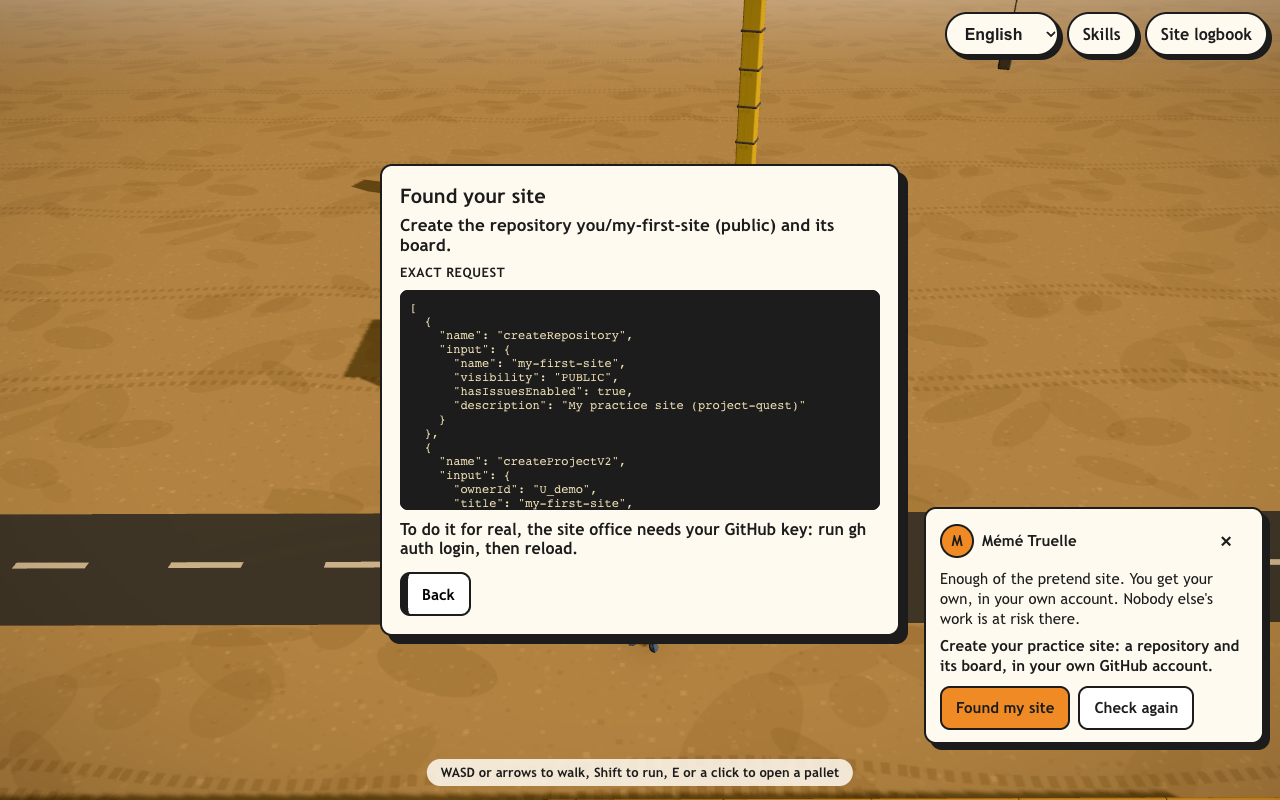 English
Skills
Site logbook
Found your site
Create the repository you/my-first-site (public) and its
board.
EXACT REQUEST
[
  {
    "name": "createRepository",
    "input": {
      "name": "my-first-site",
      "visibility": "PUBLIC",
      "hasIssuesEnabled": true,
      "description": "My practice site (project-quest)"
    }
  },
  {
    "name": "createProjectV2",
    "input": {
      "ownerId": "U_demo",
      "title": "my-first-site",
To do it for real, the site office needs your GitHub key: run gh
auth login, then reload.
Back
M
Mémé Truelle
×
Enough of the pretend site. You get your
own, in your own account. Nobody else's
work is at risk there.
Create your practice site: a repository and
its board, in your own GitHub account.
Found my site
Check again
WASD or arrows to walk, Shift to run, E or a click to open a pallet